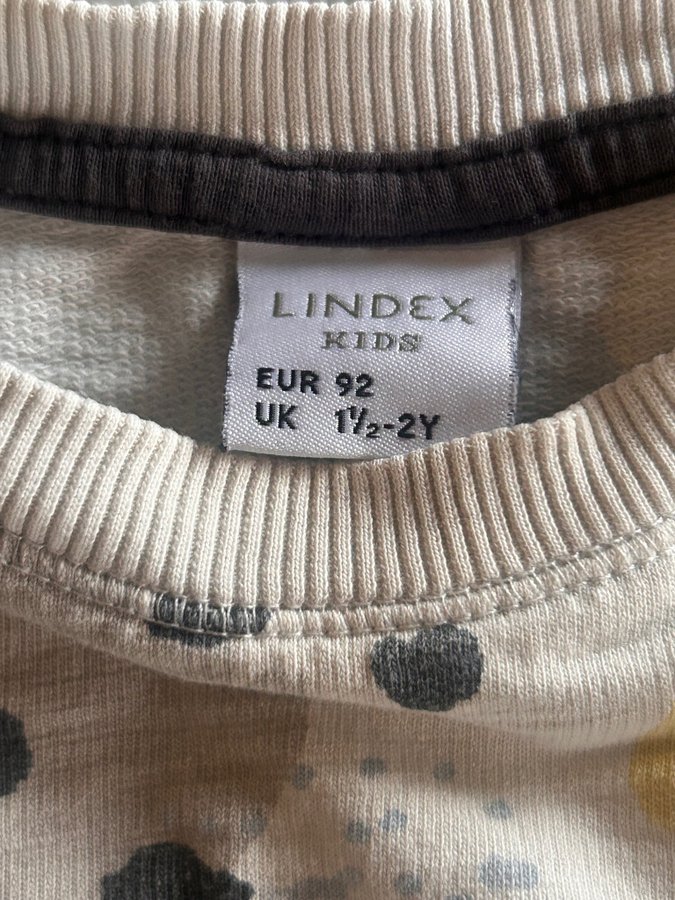 LINDEX
KIDS
EUR 92
UK 1½-2Y